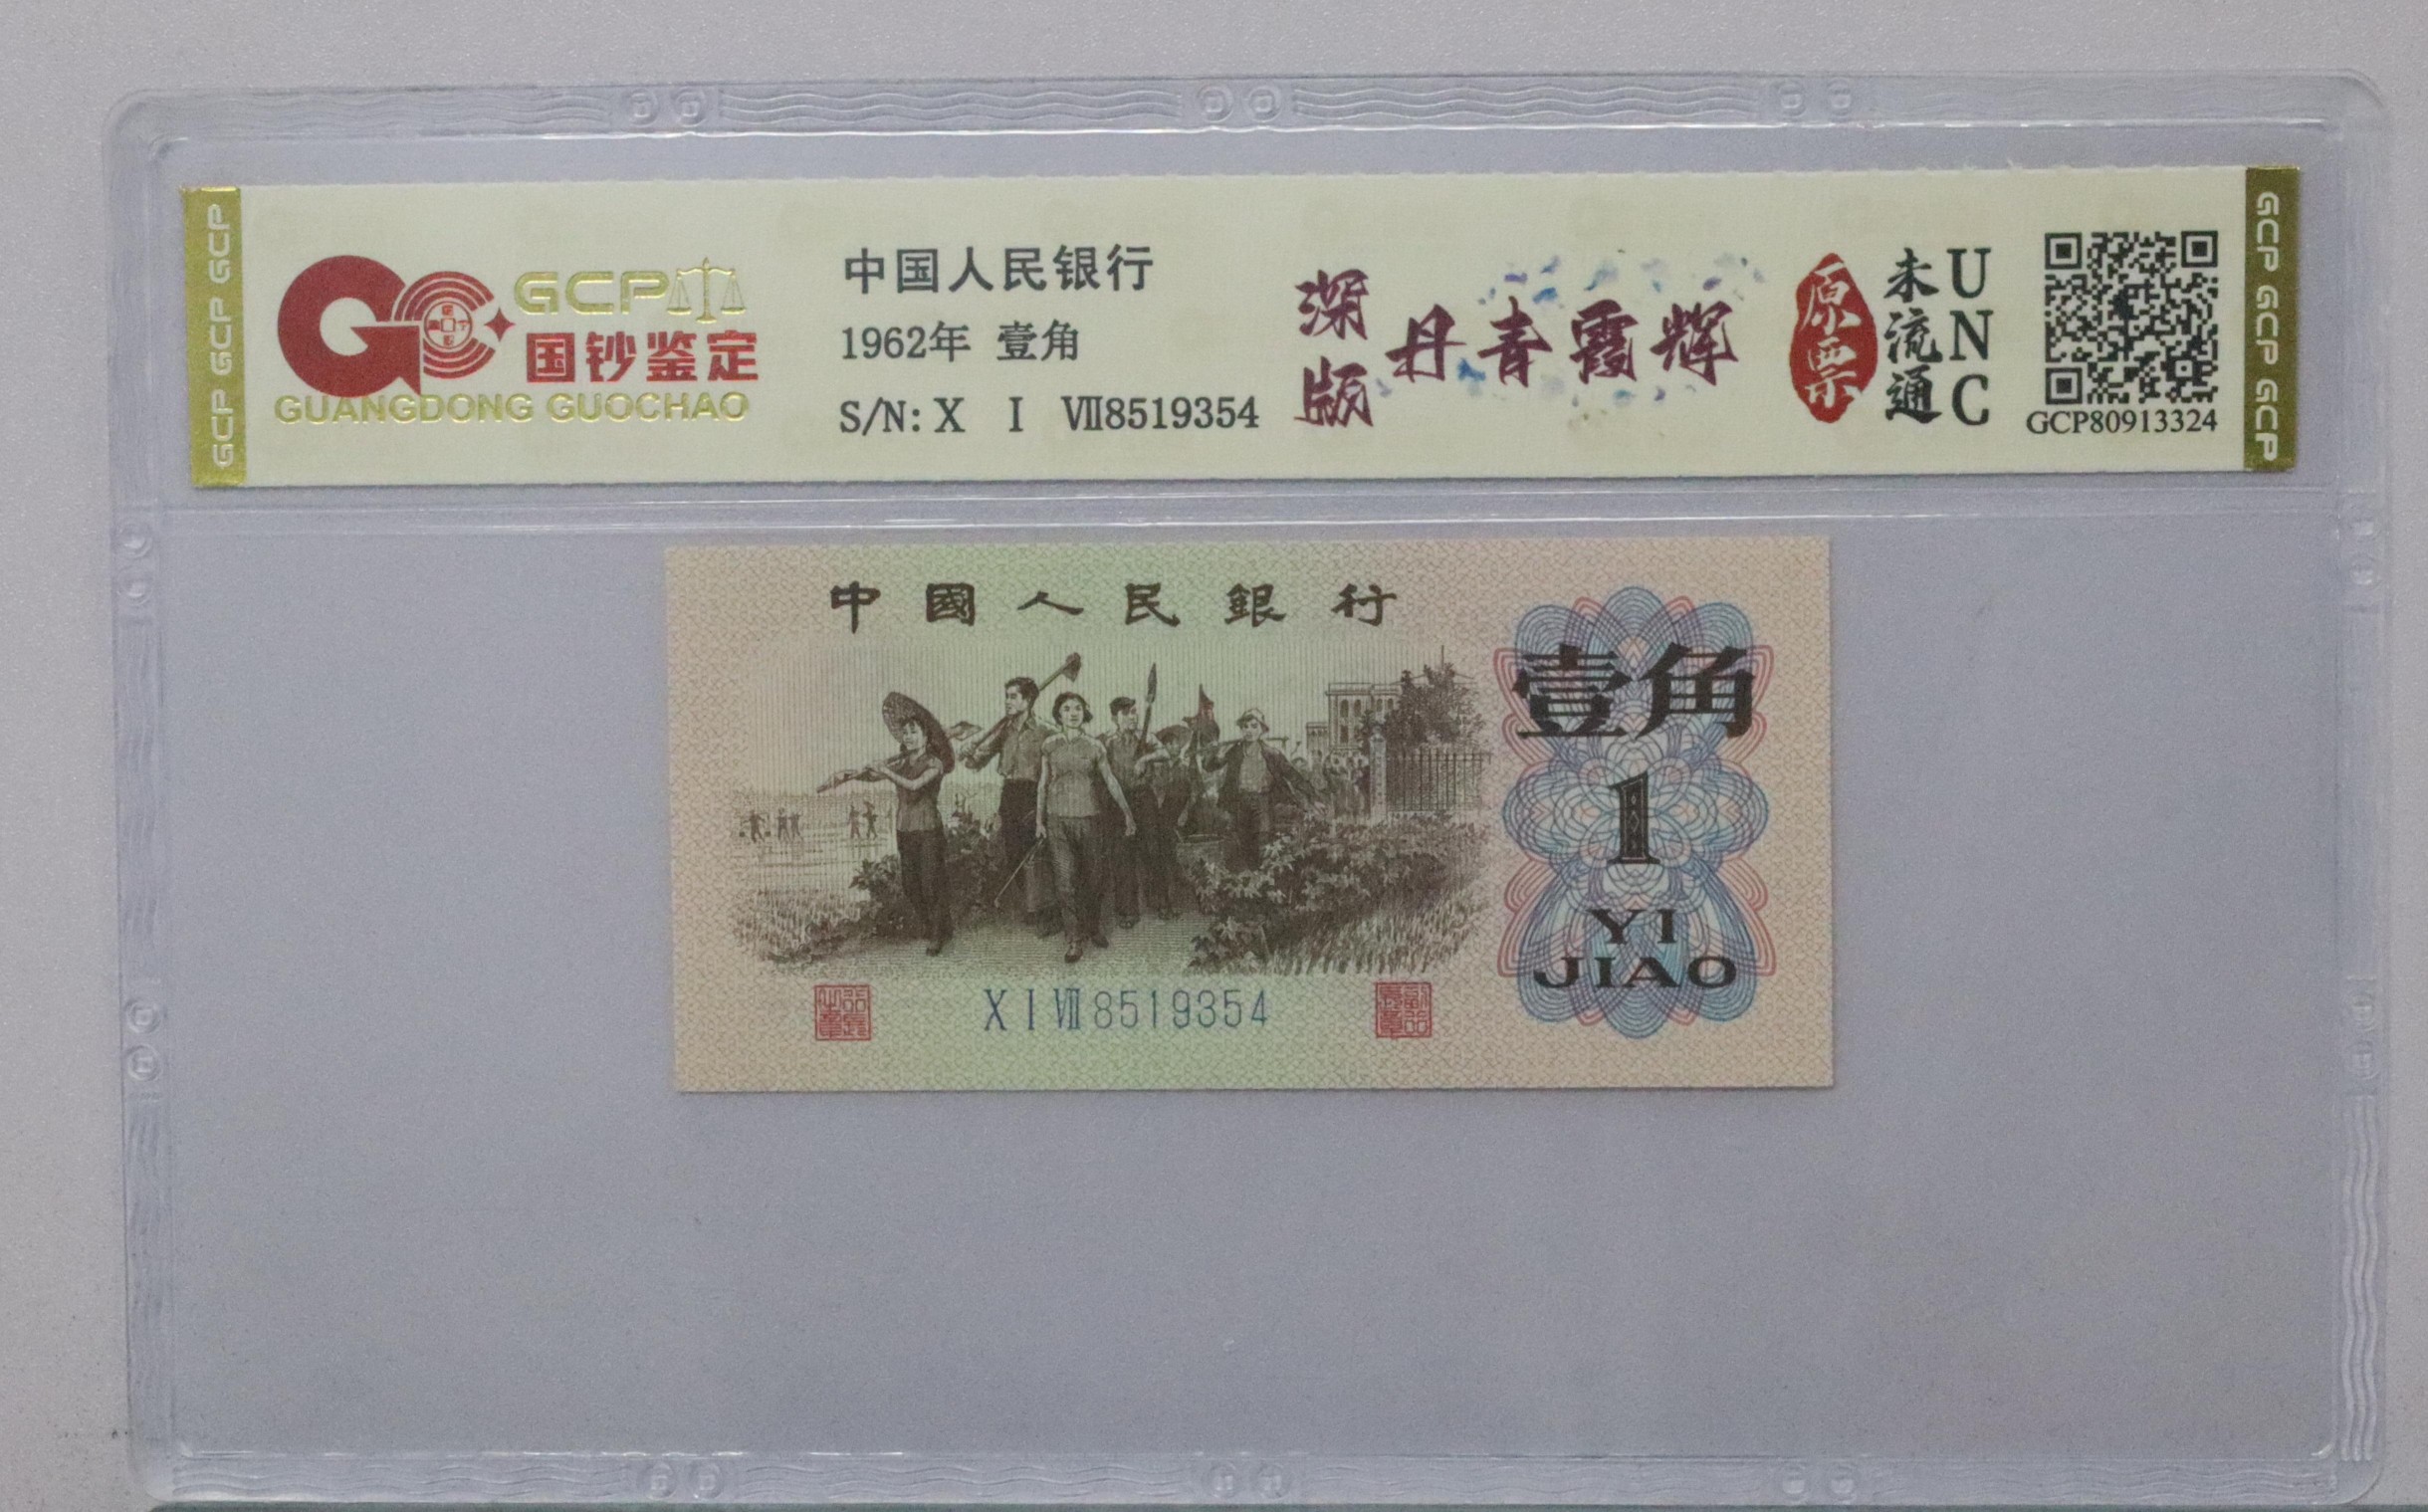 GCP GCP GCP
GCP
国钞鉴定
GUANGDONG GUOCHAO
中国人民银行
1962年 壹角
S/N: X I Ⅶ8519354
深版
丹青霞辉
原票
未流通
UNC
GCP80913324
GCP GCP GCP
中國人民銀行
壹角
1
YI
JIAO
X I Ⅶ 8519354